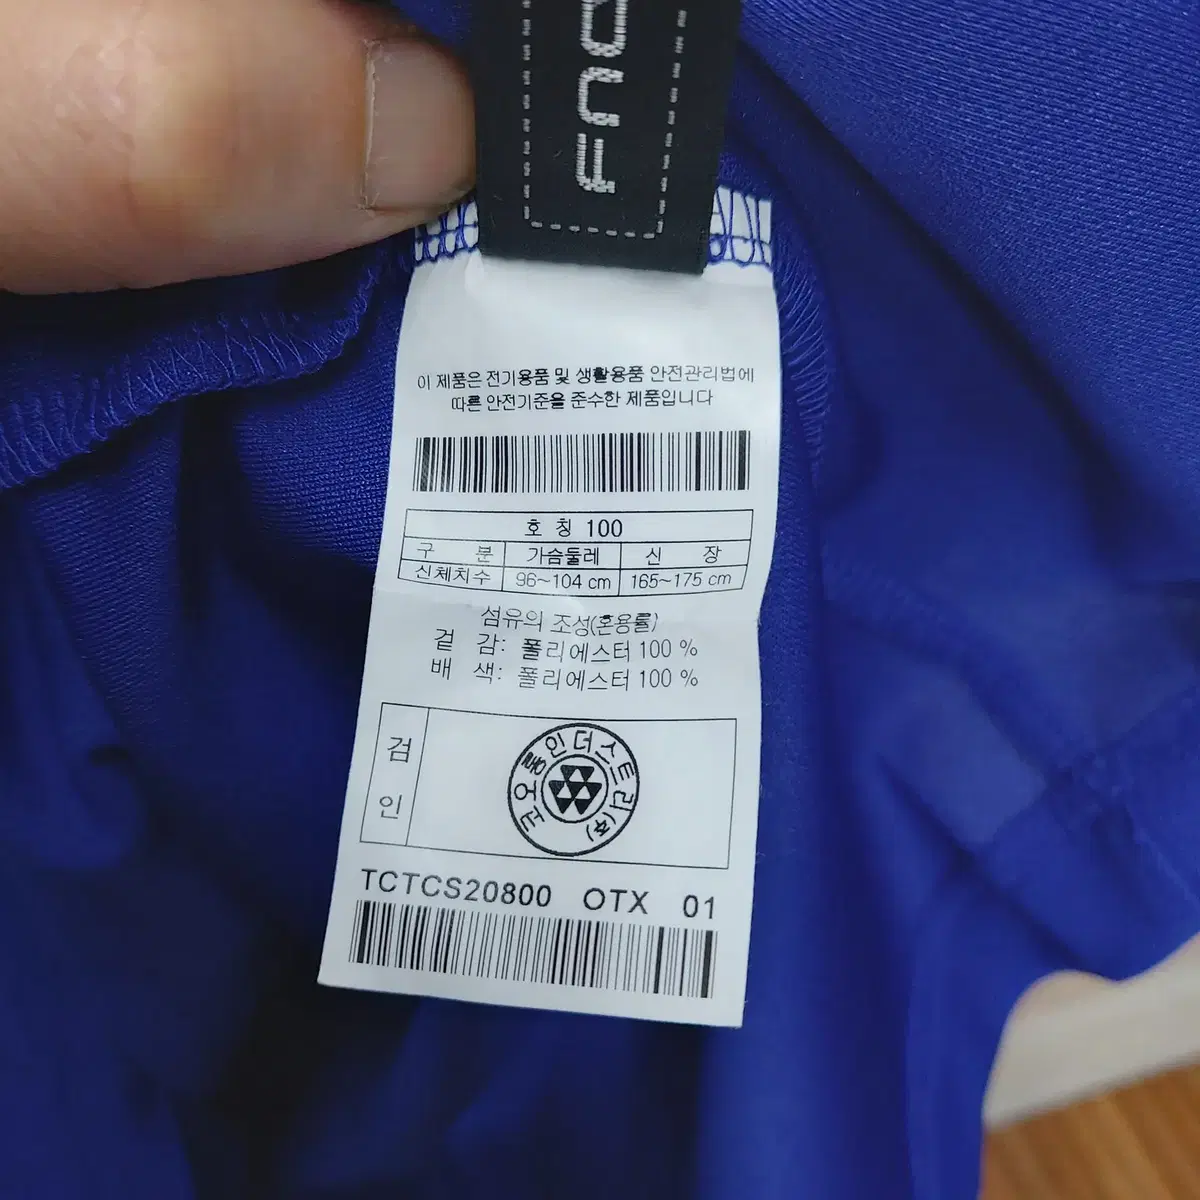 이 제품은 전기용품 및 생활용품 안전관리법에
따른 안전기준을 준수한 제품입니다
호 칭 100
구 분 가슴둘레 신 장
신체치수 96~104 cm 165~175 cm
섬유의 조성(혼용률)
겉 감: 폴리에스터 100 %
배 색: 폴리에스터 100 %
검인
코오롱인더스트리(주)
TCTCS20800 OTX 01